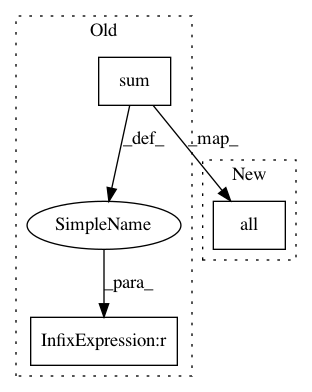 Old
sum
_def_
_map_
New
SimpleName
all
_para_
InfixExpression:r